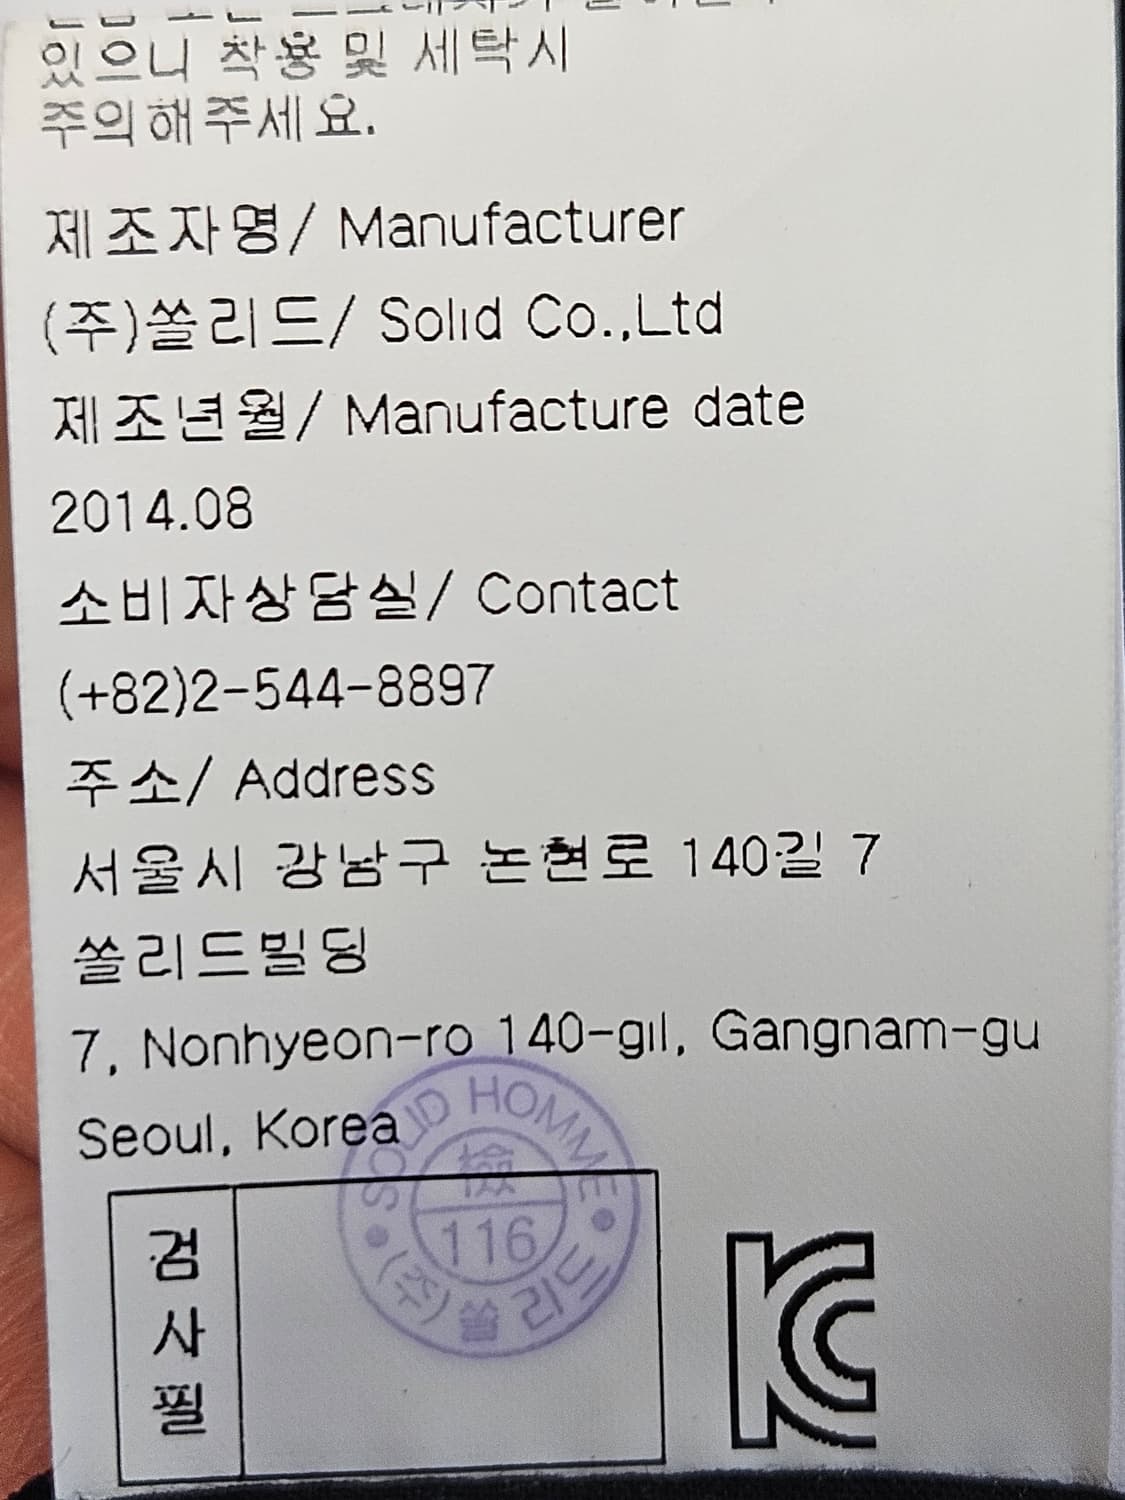 있으니 착용 및 세탁시
주의해주세요.
제조자명/ Manufacturer
(주)쏠리드/ Solid Co.,Ltd
제조년월/ Manufacture date
2014.08
소비자상담실/ Contact
(+82)2-544-8897
주소/ Address
서울시 강남구 논현로 140길 7
쏠리드빌딩
7, Nonhyeon-ro 140-gil, Gangnam-gu
Seoul, Korea
SOLID HOMME
檢
116
(주)쏠리드
검사필
KC